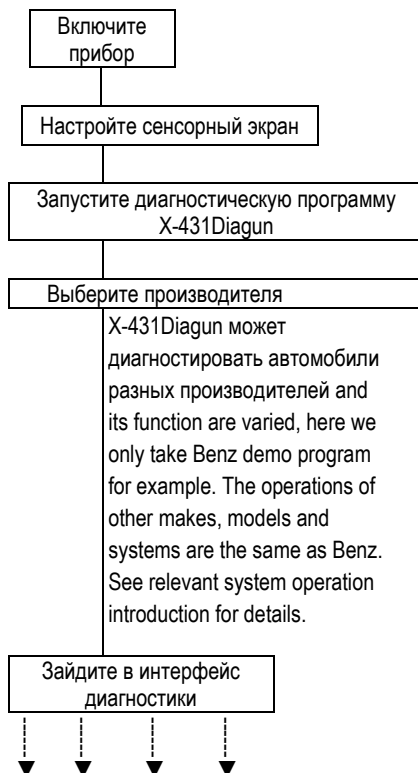 Включите
прибор
Настройте сенсорный экран
Запустите диагностическую программу
X-431Diagun
Выберите производителя
X-431Diagun может
диагностировать автомобили
разных производителей and
its function are varied, here we
only take Benz demo program
for example. The operations of
other makes, models and
systems are the same as Benz.
See relevant system operation
introduction for details.
Зайдите в интерфейс
диагностики